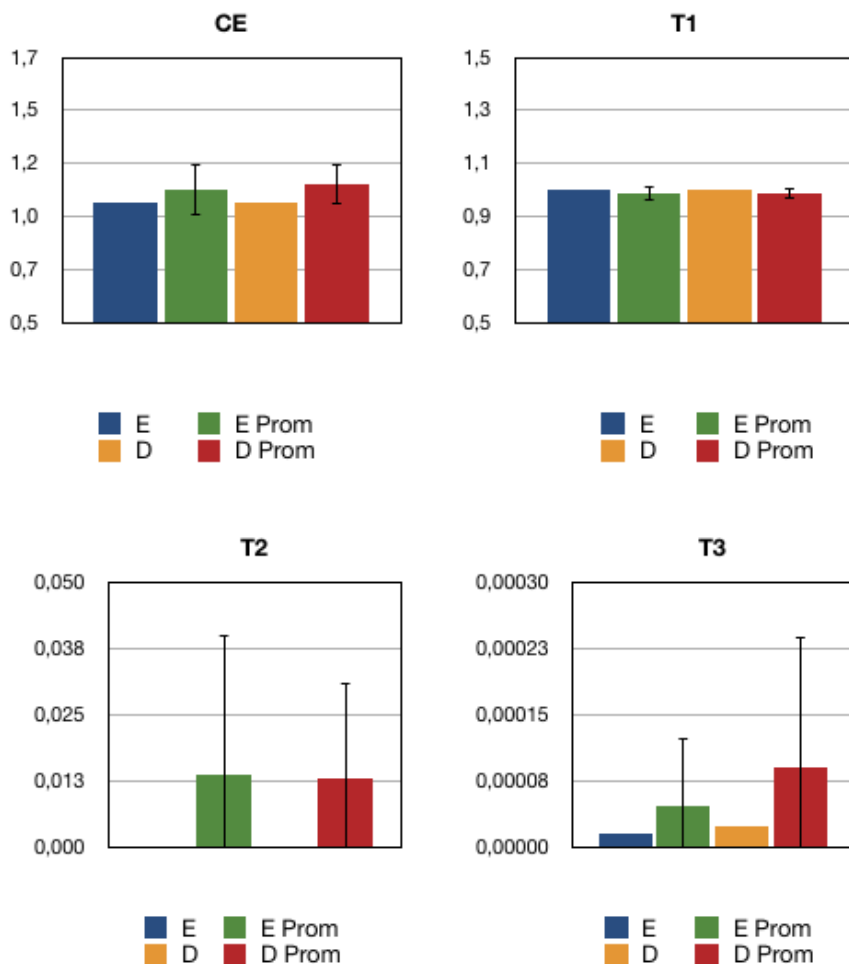 CE
1,7
1,5
1,2
1,0
0,7
0,5
E
E Prom
D
D Prom
T1
1,5
1,3
1,1
0,9
0,7
0,5
E
E Prom
D
D Prom
T2
0,050
0,038
0,025
0,013
0,000
E
E Prom
D
D Prom
T3
0,00030
0,00023
0,00015
0,00008
0,00000
E
E Prom
D
D Prom